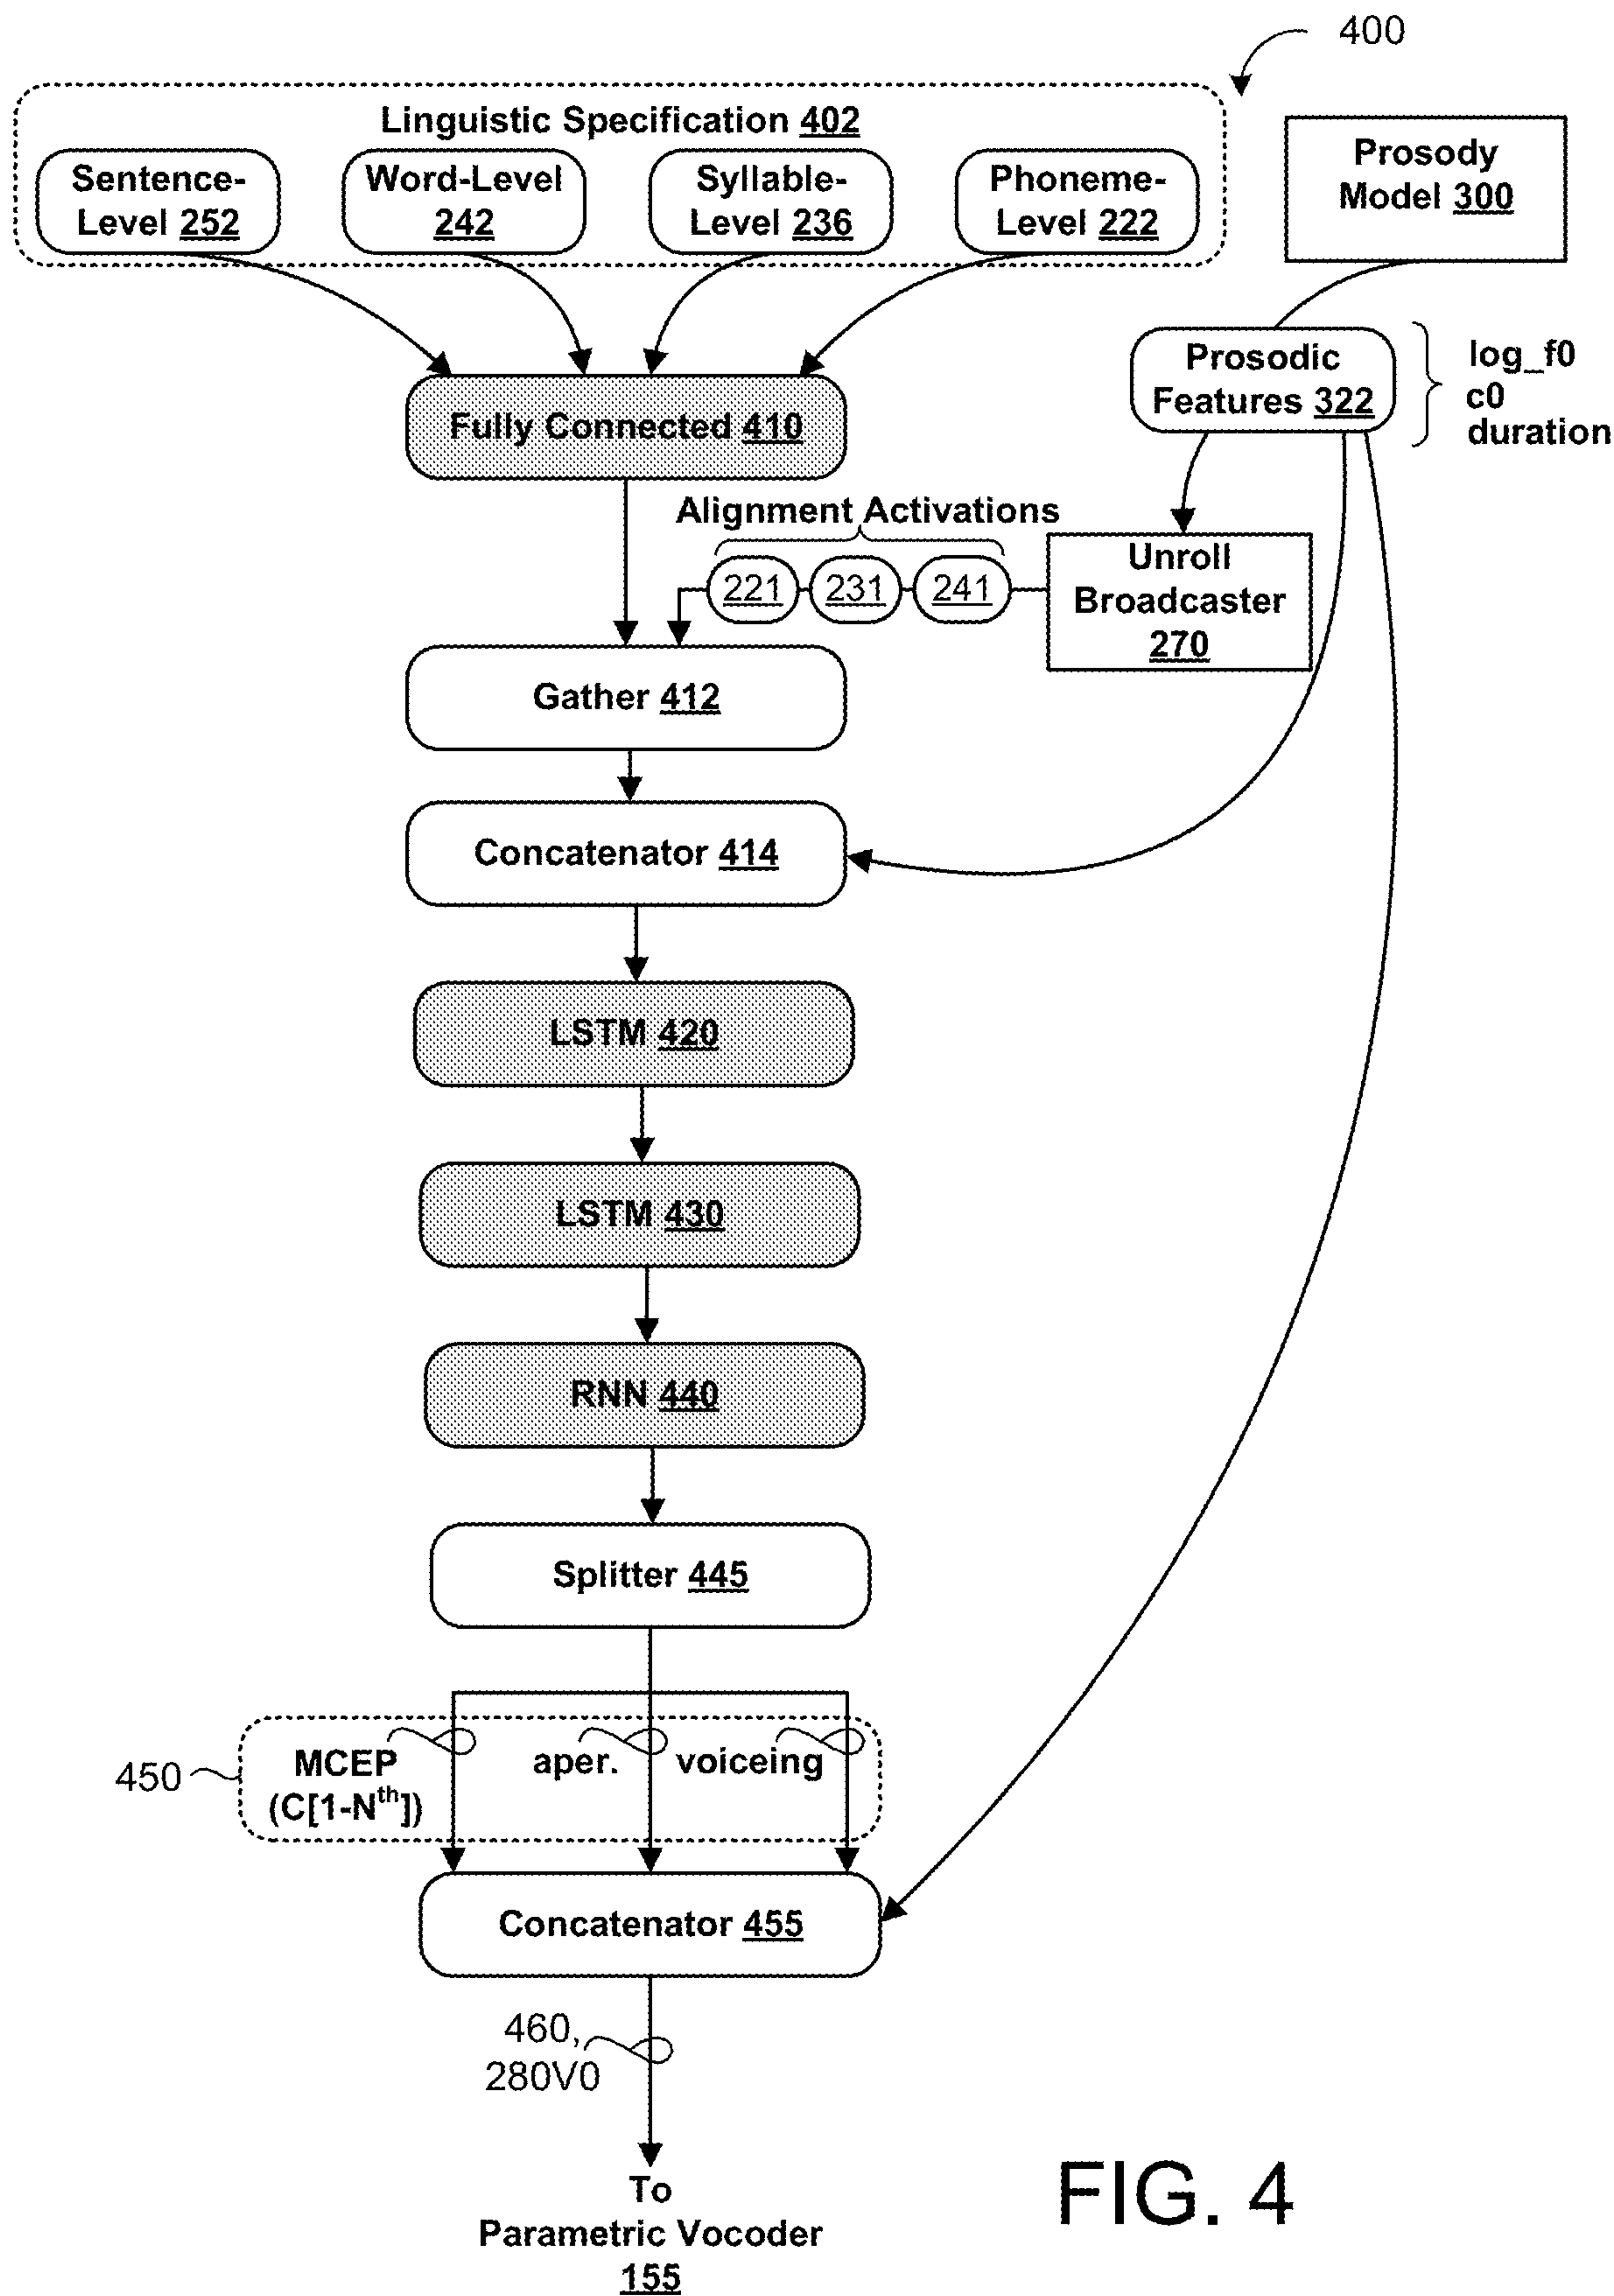 400
Linguistic Specification 402
Sentence-
Level 252
Word-Level
242
Syllable-
Level 236
Phoneme-
Level 222
Prosody
Model 300
Prosodic
Features 322
log_f0
c0
duration
Fully Connected 410
Alignment Activations
221
231
241
Unroll
Broadcaster
270
Gather 412
Concatenator 414
LSTM 420
LSTM 430
RNN 440
Splitter 445
450
MCEP
(C[1-Nth])
aper.
voiceing
Concatenator 455
460,
280V0
To
Parametric Vocoder
155
FIG. 4